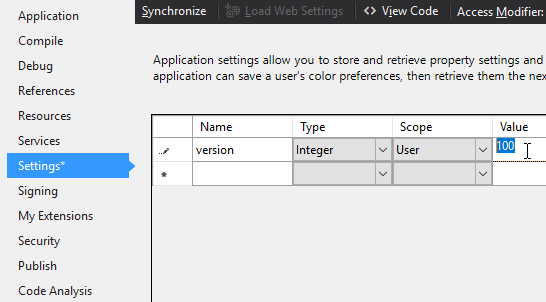 Synchronize
Load Web Settings
<> View Code
Access Modifier:
Application
Compile
Debug
References
Resources
Services
Settings*
Signing
My Extensions
Security
Publish
Code Analysis
Application settings allow you to store and retrieve property settings and
application can save a user's color preferences, then retrieve them the nex
Name Type Scope Value
version Integer User 100
*